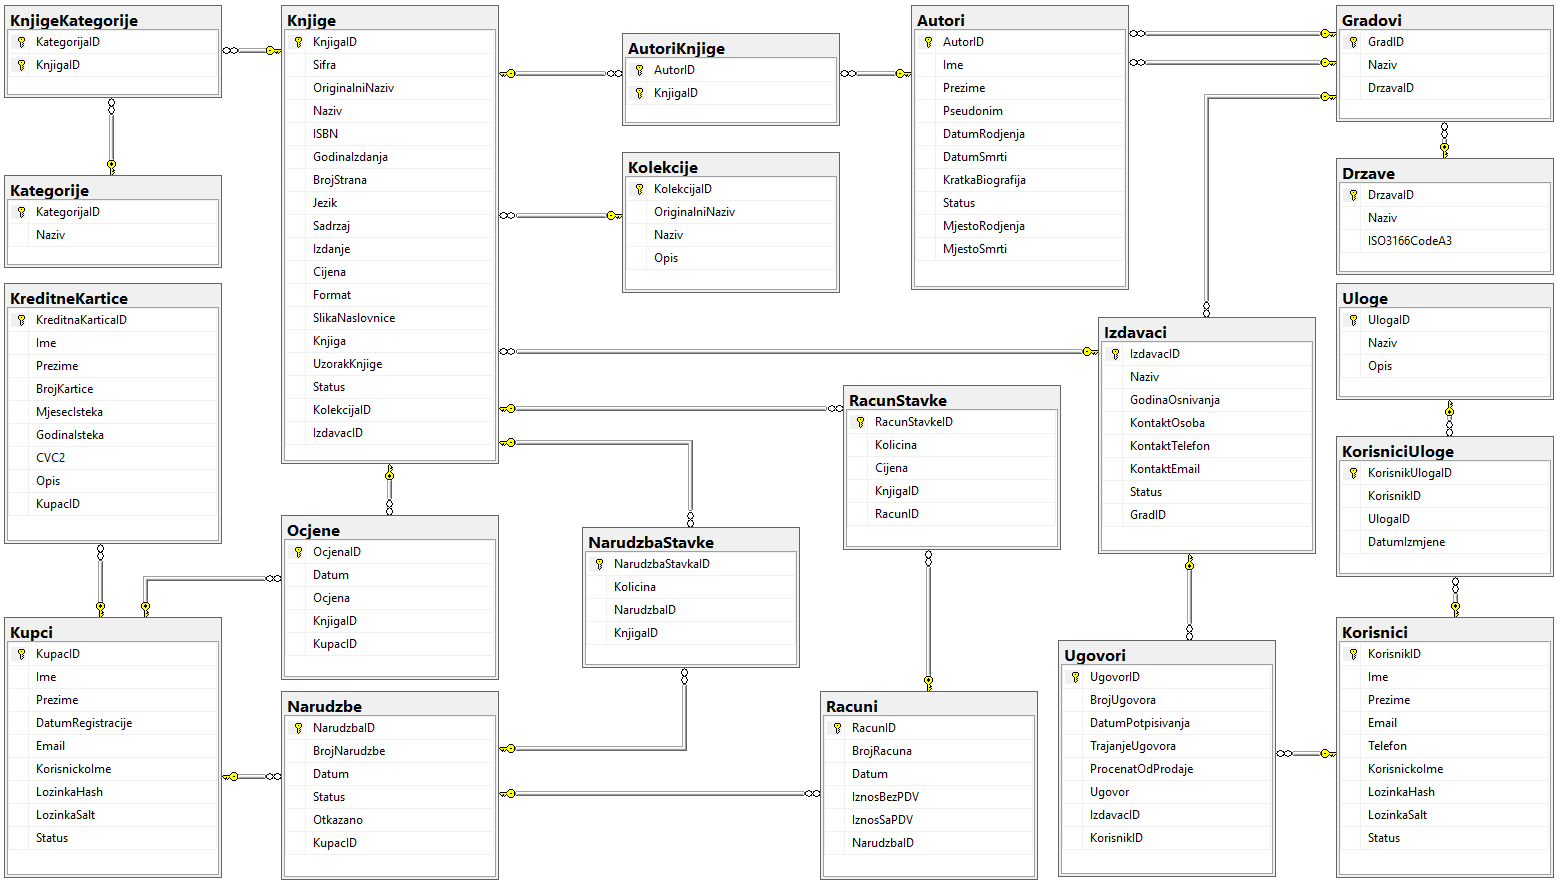 KnjigeKategorije
KategorijaID
KnjigaID
Kategorije
KategorijaID
Naziv
KreditneKartice
KreditnaKarticaID
Ime
Prezime
BrojKartice
MjesecIsteka
GodinaIsteka
CVC2
Opis
KupacID
Kupci
KupacID
Ime
Prezime
DatumRegistracije
Email
KorisnickoIme
LozinkaHash
LozinkaSalt
Status
Knjige
KnjigaID
Sifra
OriginalniNaziv
Naziv
ISBN
GodinaIzdanja
BrojStrana
Jezik
Sadrzaj
Izdanje
Cijena
Format
SlikaNaslovnice
Knjiga
UzorakKnjige
Status
KolekcijaID
IzdavacID
Ocjene
OcjenaID
Datum
Ocjena
KnjigaID
KupacID
Narudzbe
NarudzbaID
BrojNarudzbe
Datum
Status
Otkazano
KupacID
AutoriKnjige
AutorID
KnjigaID
Kolekcije
KolekcijaID
OriginalniNaziv
Naziv
Opis
NarudzbaStavke
NarudzbaStavkaID
Kolicina
NarudzbaID
KnjigaID
RacunStavke
RacunStavkeID
Kolicina
Cijena
KnjigaID
RacunID
Racuni
RacunID
BrojRacuna
Datum
IznosBezPDV
IznosSaPDV
NarudzbaID
Autori
AutorID
Ime
Prezime
Pseudonim
DatumRodjenja
DatumSmrti
KratkaBiografija
Status
MjestoRodjenja
MjestoSmrti
Izdavaci
IzdavacID
Naziv
GodinaOsnivanja
KontaktOsoba
KontaktTelefon
KontaktEmail
Status
GradID
Ugovori
UgovorID
BrojUgovora
DatumPotpisivanja
TrajanjeUgovora
ProcenatOdProdaje
Ugovor
IzdavacID
KorisnikID
Gradovi
GradID
Naziv
DrzavaID
Drzave
DrzavaID
Naziv
ISO3166CodeA3
Uloge
UlogaID
Naziv
Opis
KorisniciUloge
KorisnikUlogaID
KorisnikID
UlogaID
DatumIzmjene
Korisnici
KorisnikID
Ime
Prezime
Email
Telefon
KorisnickoIme
LozinkaHash
LozinkaSalt
Status